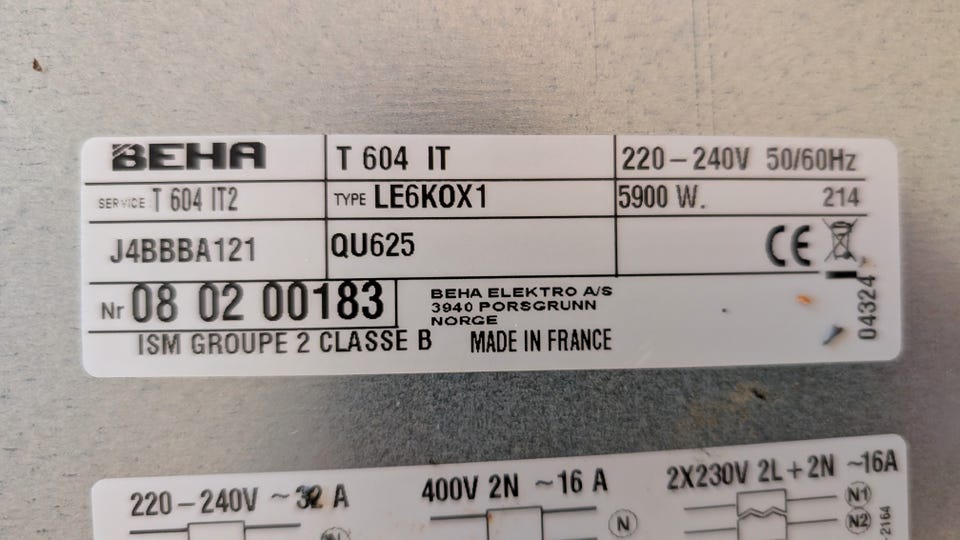 BEHA
T 604 IT
220-240V 50/60Hz
SERVICE T 604 IT2
TYPE LE6KOX1
5900 W. 214
J4BBBA121
QU625
CE
Nr 08 02 00183
BEHA ELEKTRO A/S
3940 PORSGRUNN
NORGE
04324
ISM GROUPE 2 CLASSE B MADE IN FRANCE
220-240V ~32 A
400V 2N ~16 A
2X230V 2L+2N ~16A
N
N1
N2
-2164